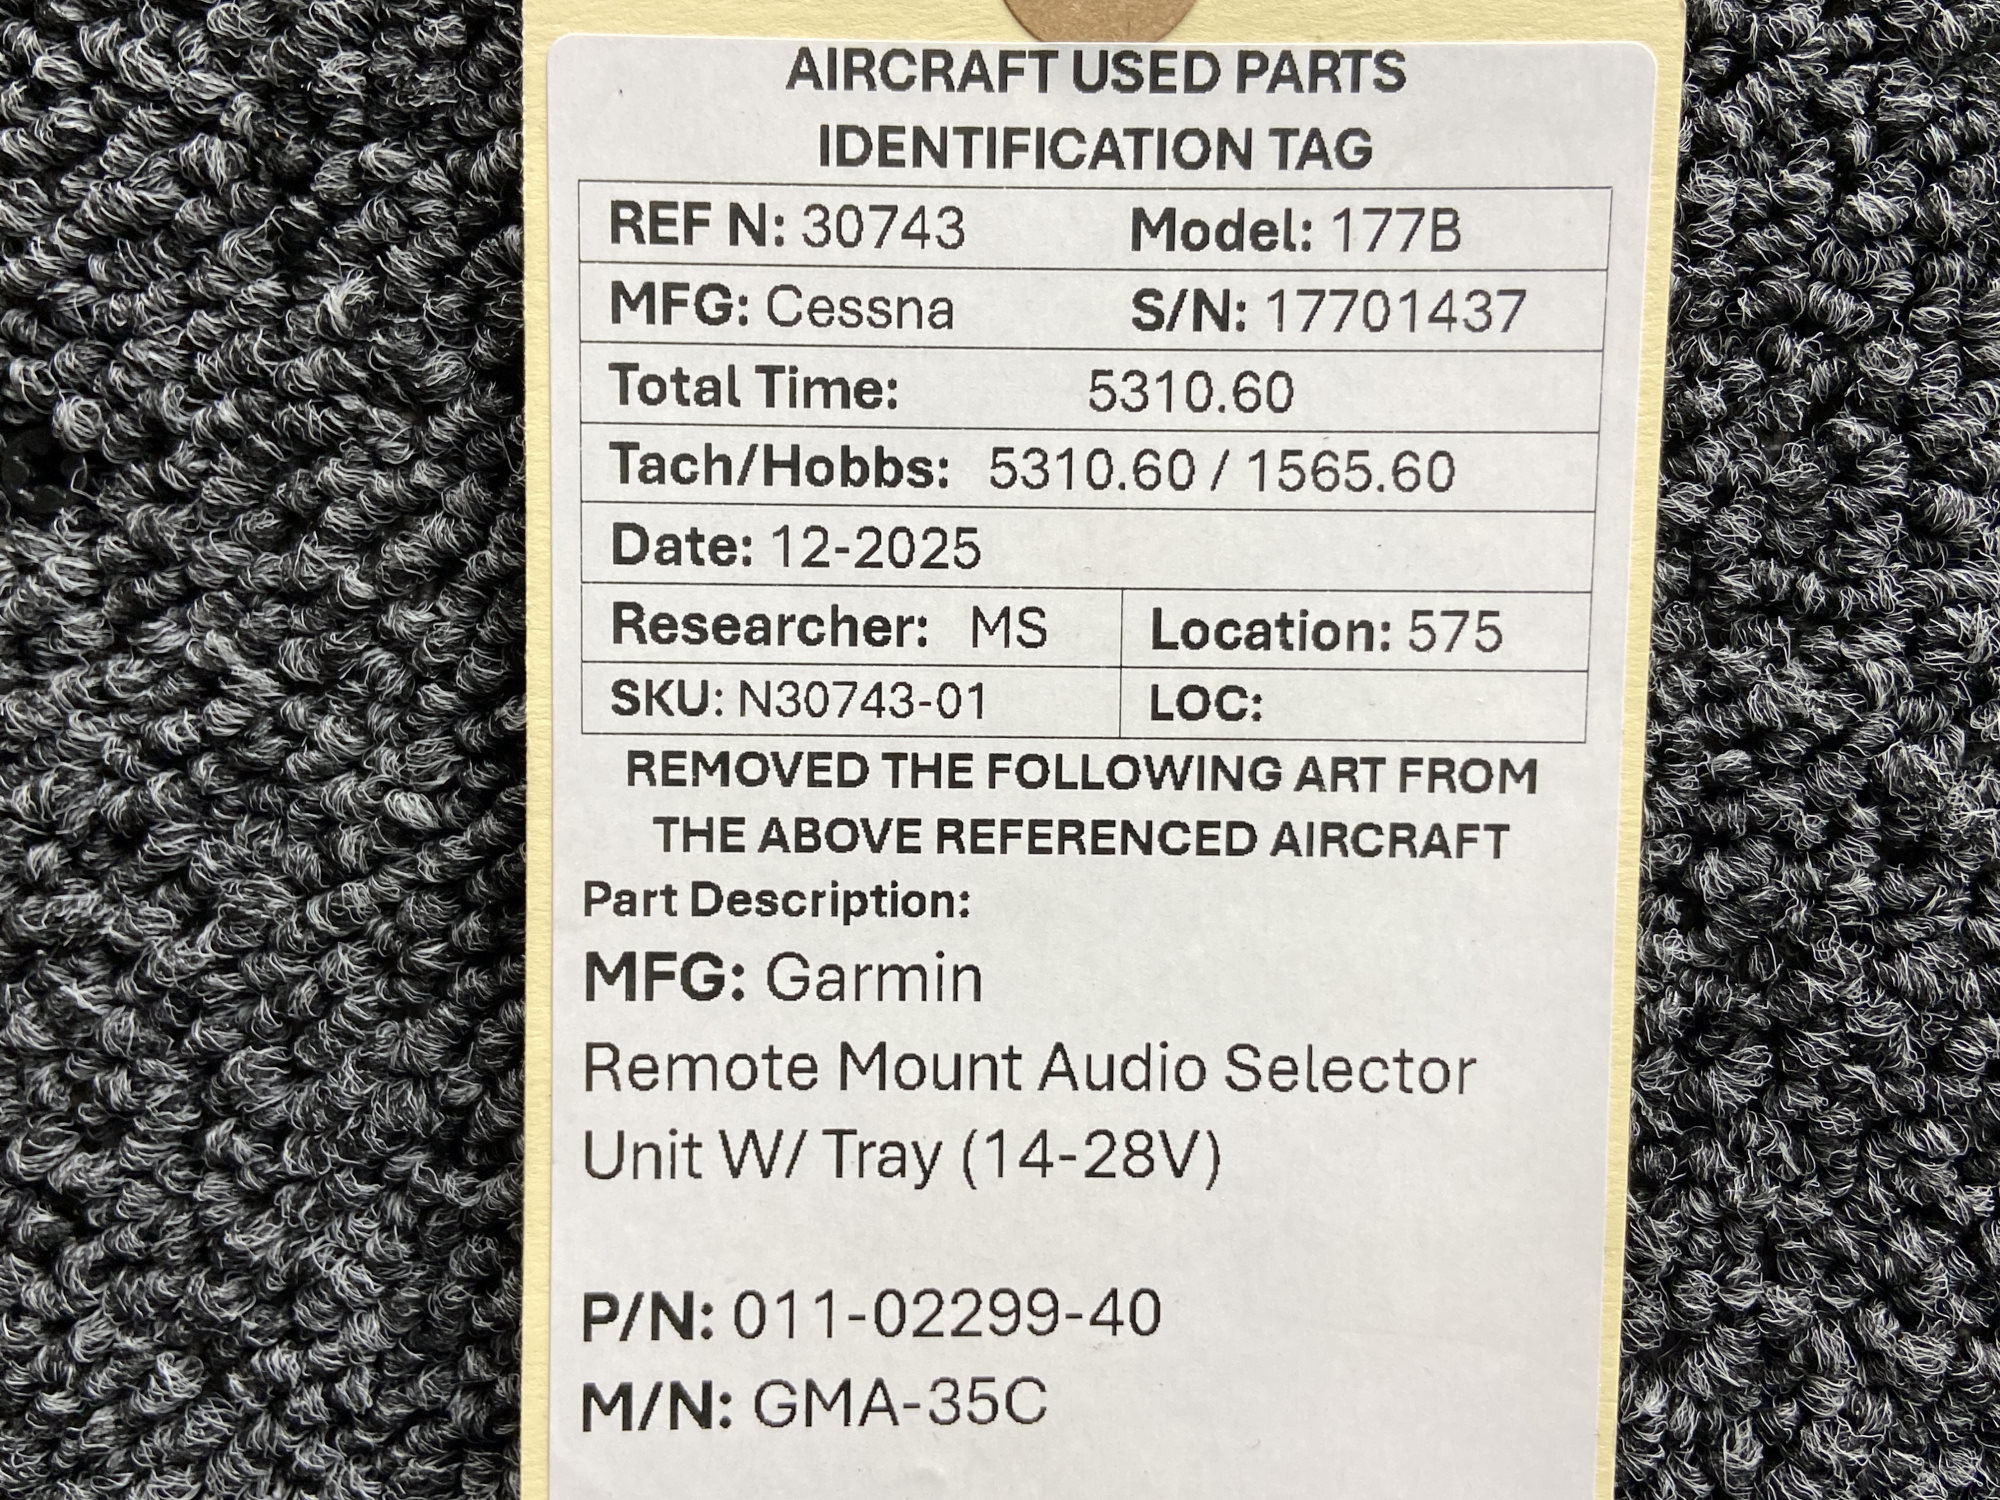 AIRCRAFT USED PARTS
IDENTIFICATION TAG
REF N: 30743 Model: 177B
MFG: Cessna S/N: 17701437
Total Time: 5310.60
Tach/Hobbs: 5310.60 / 1565.60
Date: 12-2025
Researcher: MS Location: 575
SKU: N30743-01 LOC:
REMOVED THE FOLLOWING ART FROM
THE ABOVE REFERENCED AIRCRAFT
Part Description:
MFG: Garmin
Remote Mount Audio Selector
Unit W/ Tray (14-28V)
P/N: 011-02299-40
M/N: GMA-35C